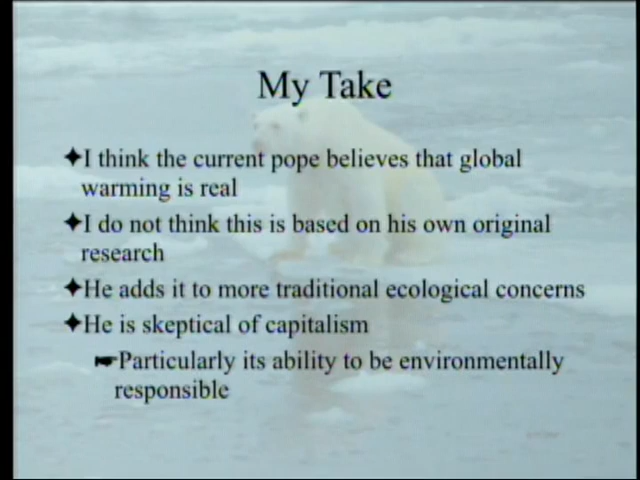 My Take
I think the current pope believes that global
warming is real
I do not think this is based on his own original
research
He adds it to more traditional ecological concerns
He is skeptical of capitalism
Particularly its ability to be environmentally
responsible